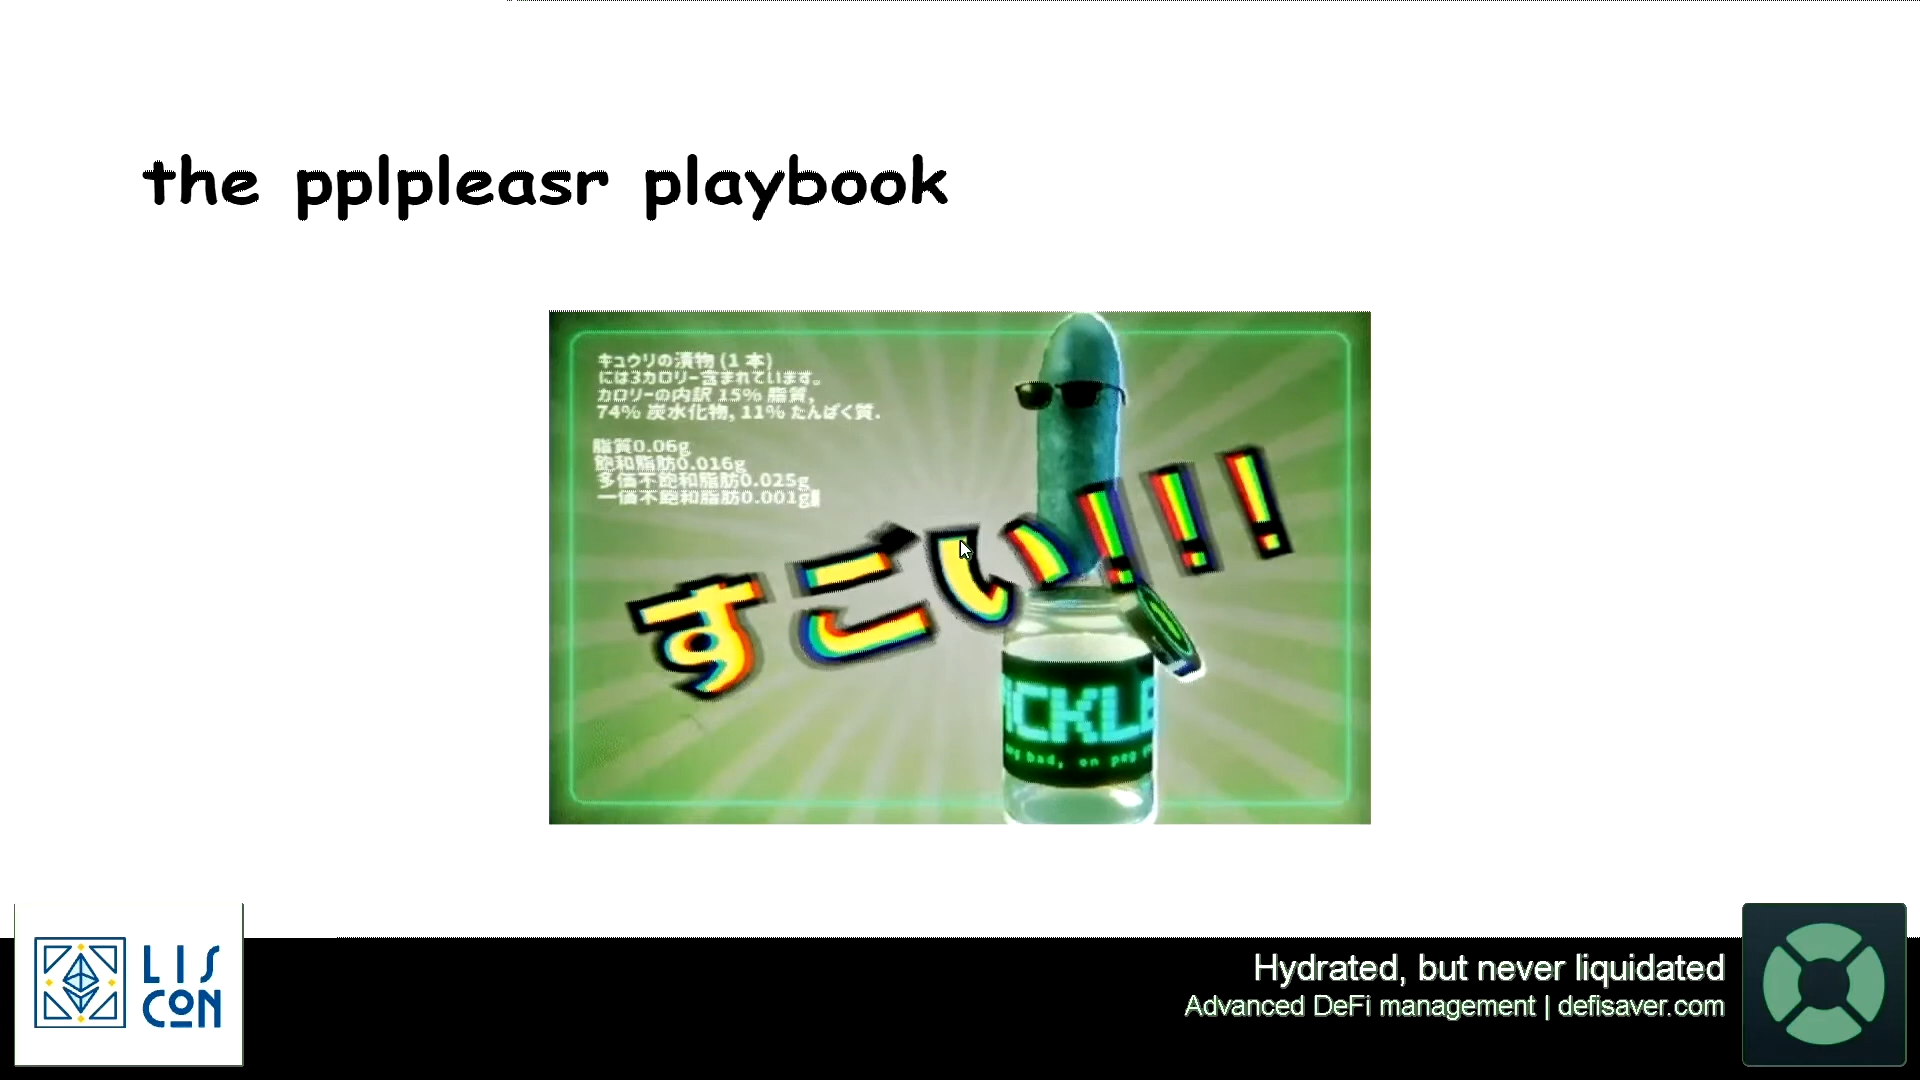 the pplpleasr playbook
キュウリの漬物 (1 本)
には3カロリー含まれています。
カロリーの内訳 15% 脂質,
74% 炭水化物, 11% たんぱく質.
脂質0.06g
飽和脂肪0.016g
多価不飽和脂肪0.025g
一価不飽和脂肪0.001g
すごい!!!
ICKLE
bad, on peg
LIS
CON
Hydrated, but never liquidated
Advanced DeFi management | defisaver.com